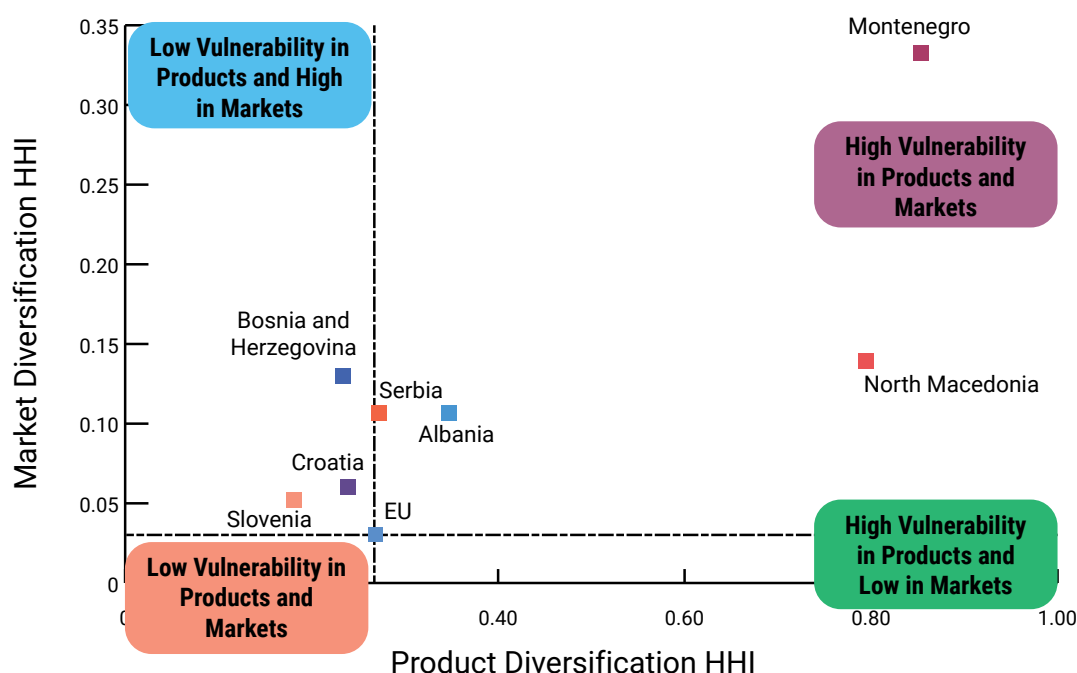 Montenegro
0.35
Low Vulnerability in
Products and High
in Markets
0.30
High Vulnerability
in Products and
Markets
0.25
0.20
Market Diversification HHI
Bosnia and
Herzegovina
0.15
North Macedonia
Serbia
Albania
0.10
Croatia
0.05
Slovenia
EU
High Vulnerability
in Products and
Low in Markets
Low Vulnerability in
Products and
Markets
0
0.40
0.60
0.80
1.00
Product Diversification HHI